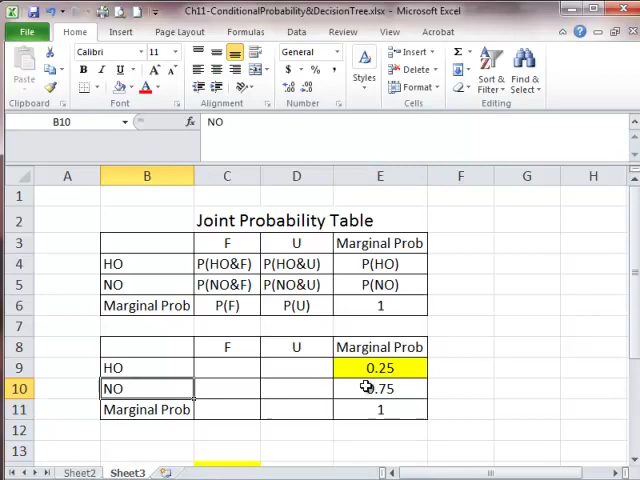 Ch11-ConditionalProbability&DecisionTree.xlsx - Microsoft Excel
File Home Insert Page Layout Formulas Data Review View Acrobat
Paste
Calibri 11
B I U
A A
General
$ % ,
Styles
Insert
Delete
Format
Σ
Sort & Filter
Find & Select
Clipboard Font Alignment Number Cells Editing
B10 fx NO
A B C D E F G H
1
2 Joint Probability Table
3 F U Marginal Prob
4 HO P(HO&F) P(HO&U) P(HO)
5 NO P(NO&F) P(NO&U) P(NO)
6 Marginal Prob P(F) P(U) 1
7
8 F U Marginal Prob
9 HO 0.25
10 NO 0.75
11 Marginal Prob 1
12
13
Sheet2 Sheet3